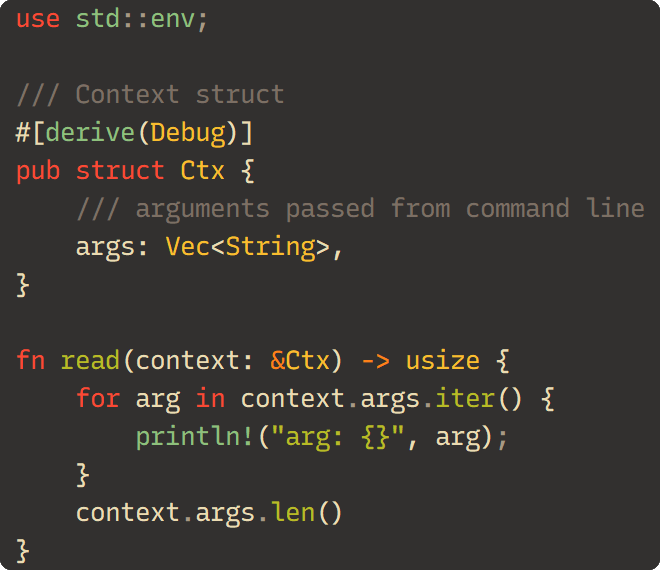 use std::env;

/// Context struct
#[derive(Debug)]
pub struct Ctx {
    /// arguments passed from command line
    args: Vec<String>,
}

fn read(context: &Ctx) -> usize {
    for arg in context.args.iter() {
        println!("arg: {}", arg);
    }
    context.args.len()
}